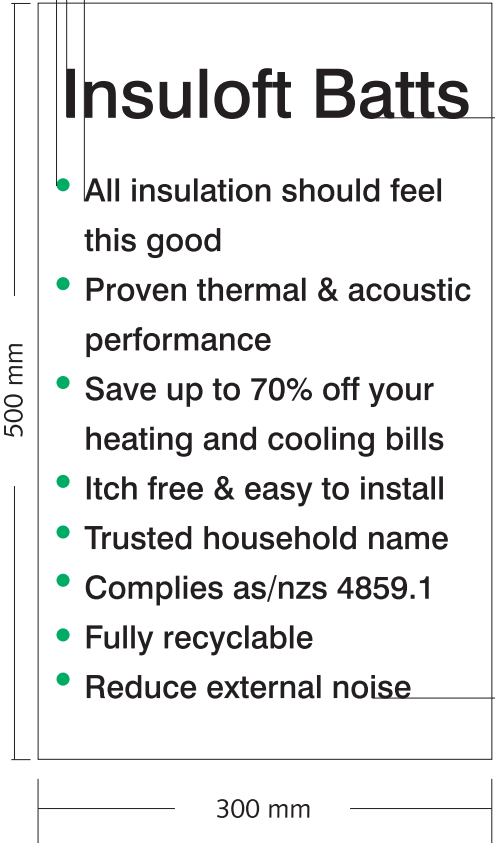 Insuloft Batts
All insulation should feel
this good
Proven thermal & acoustic
performance
Save up to 70% off your
heating and cooling bills
Itch free & easy to install
Trusted household name
Complies as/nzs 4859.1
Fully recyclable
Reduce external noise
500 mm
300 mm